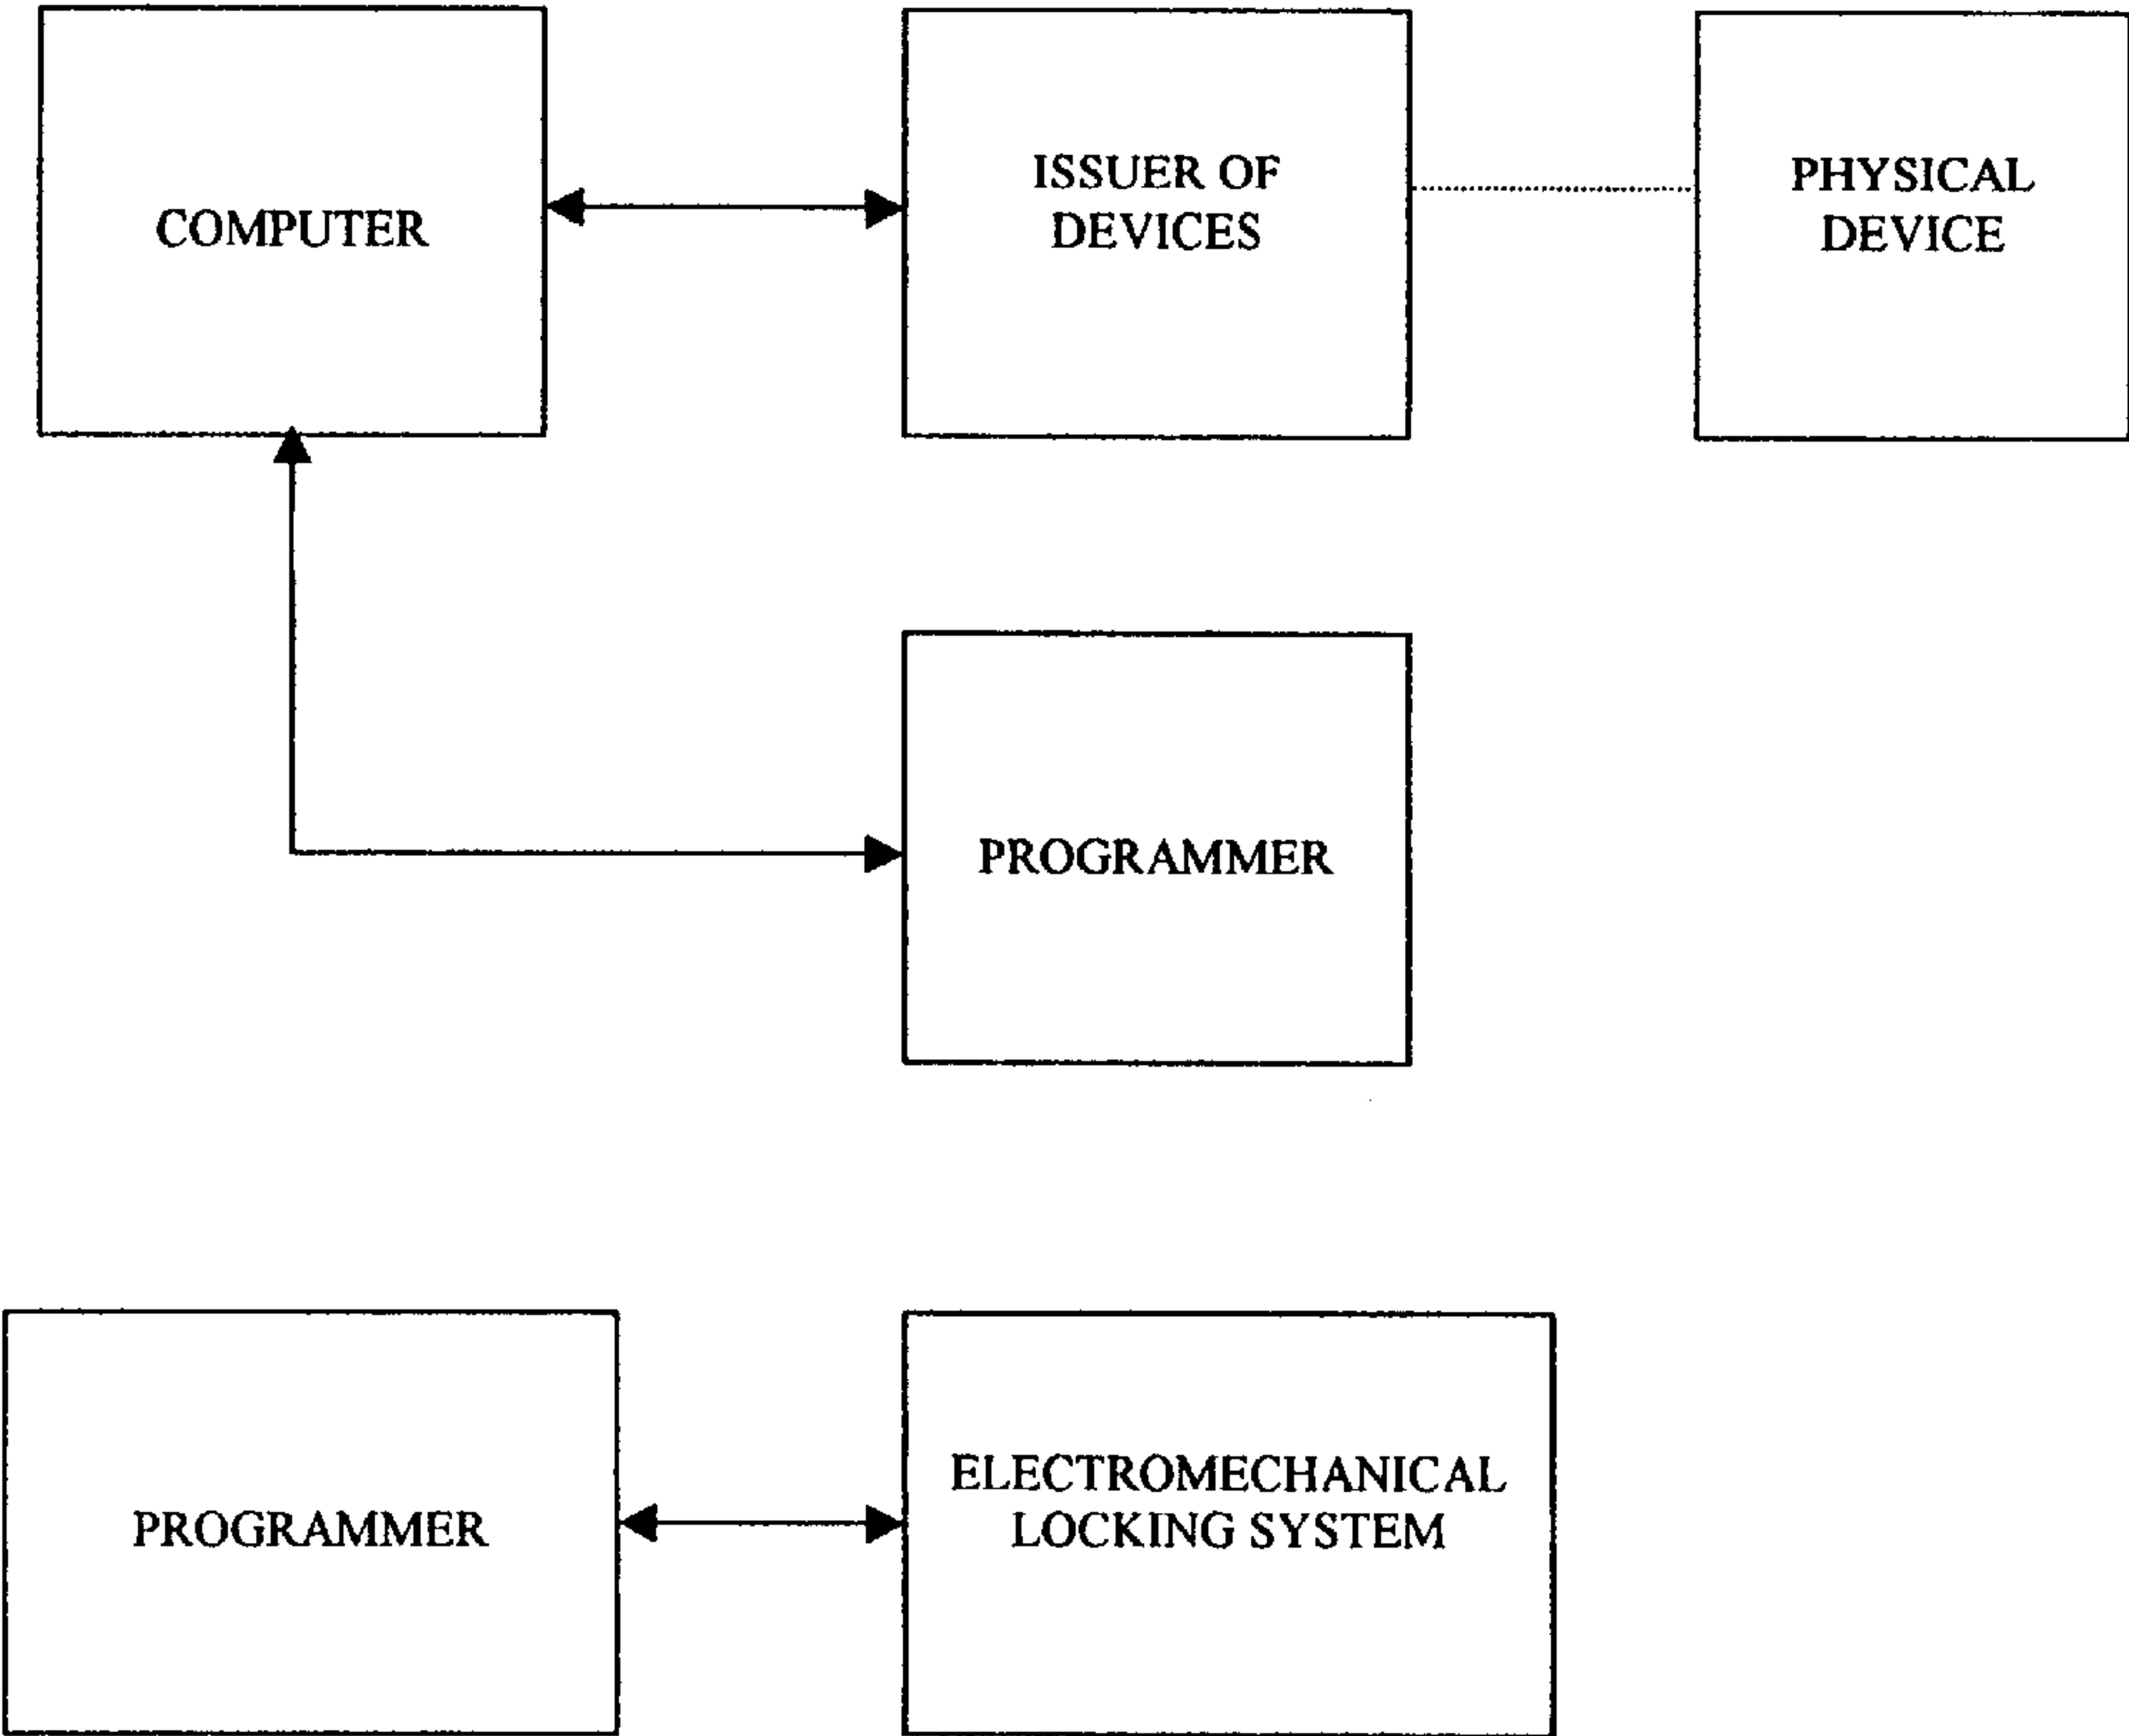 COMPUTER
ISSUER OF
DEVICES
PHYSICAL
DEVICE
PROGRAMMER
PROGRAMMER
ELECTROMECHANICAL
LOCKING SYSTEM